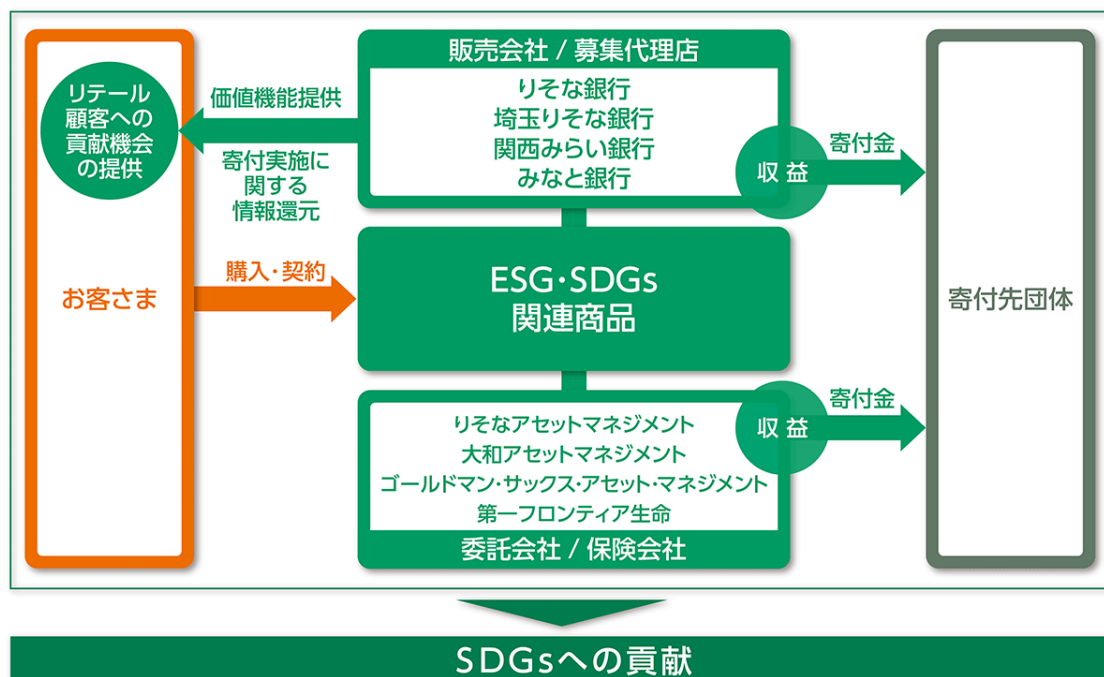 リテール
顧客への
貢献機会
の提供
お客さま
価値機能提供
寄付実施に
関する
情報還元
購入・契約
販売会社 / 募集代理店
りそな銀行
埼玉りそな銀行
関西みらい銀行
みなと銀行
収益
寄付金
ESG・SDGs
関連商品
りそなアセットマネジメント
大和アセットマネジメント
ゴールドマン・サックス・アセット・マネジメント
第一フロンティア生命
委託会社 / 保険会社
収益
寄付金
寄付先団体
SDGsへの貢献